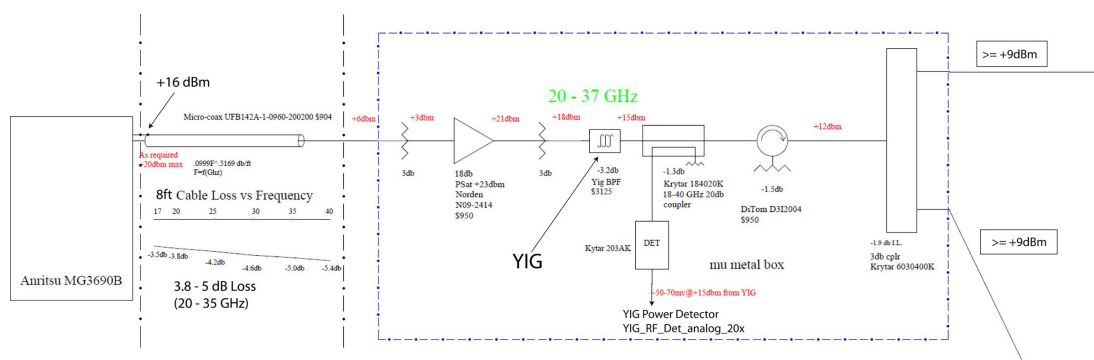 >= +9dBm
+16 dBm
20 - 37 GHz
Micro-coax UFB142A-1-0960-200200 $904
+6dbm
+3dbm
+21dbm
+18dbm
+15dbm
+12dbm
As required
~20dbm max
.0999F^.5169 db/ft
F=f(Ghz)
3db
18db
PSat +23dbm
Norden
N09-2414
$950
3db
-3.2db
Yig BPF
$3125
-1.3db
Krytar 184020K
18-40 GHz 20db
coupler
-1.5db
DiTom D3I2004
$950
8ft Cable Loss vs Frequency
17 20 25 30 35 40
-3.5db -3.8db -4.2db -4.6db -5.0db -5.4db
Anritsu MG3690B
3.8 - 5 dB Loss
(20 - 35 GHz)
YIG
Kytar 203AK
DET
mu metal box
-1.9 db I.L.
3db cplr
Krytar 6030400K
>= +9dBm
~50-70mv@+15dbm from YIG
YIG Power Detector
YIG_RF_Det_analog_20x